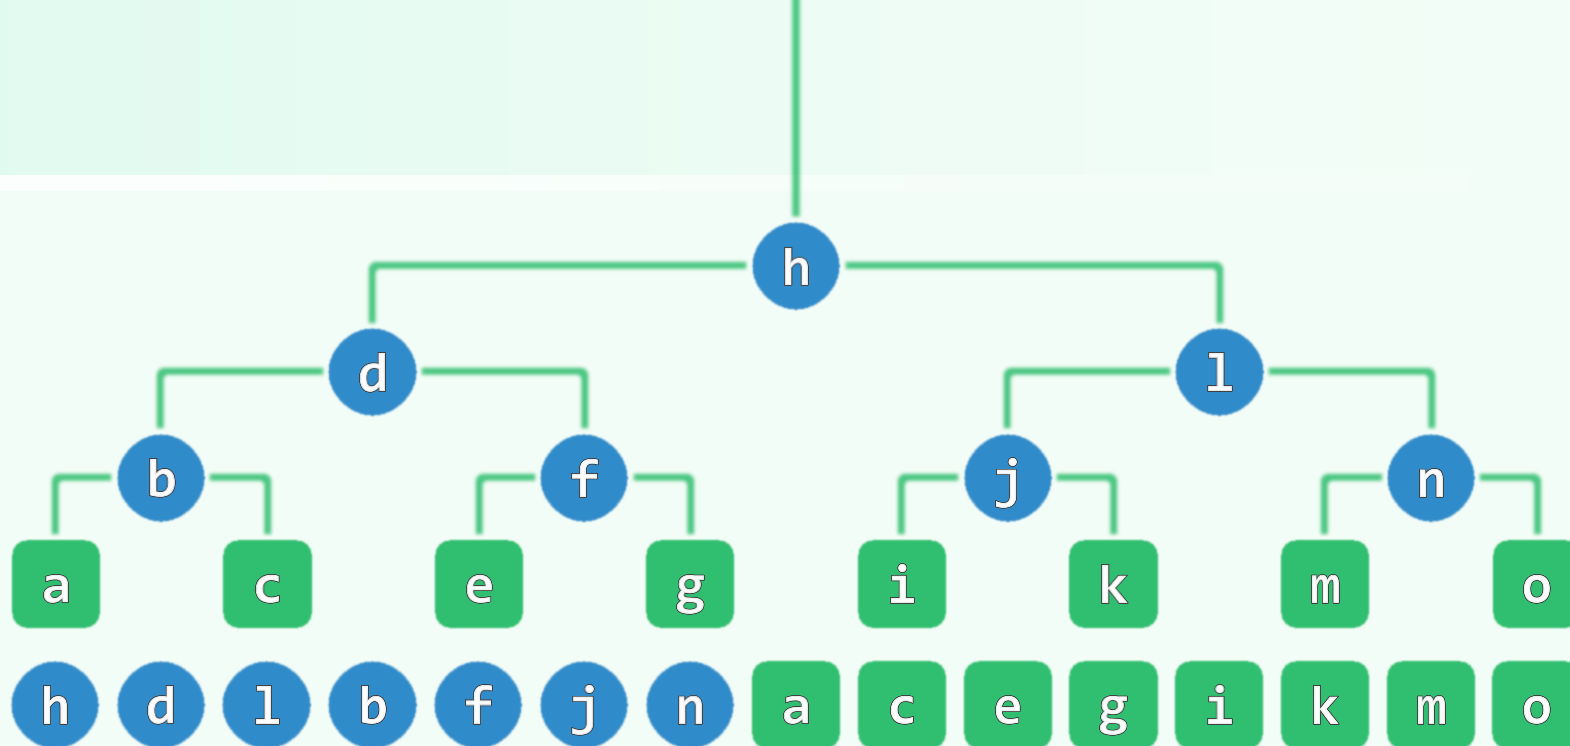 h
d l
b f j n
a c e g i k m o
h d l b f j n a c e g i k m o